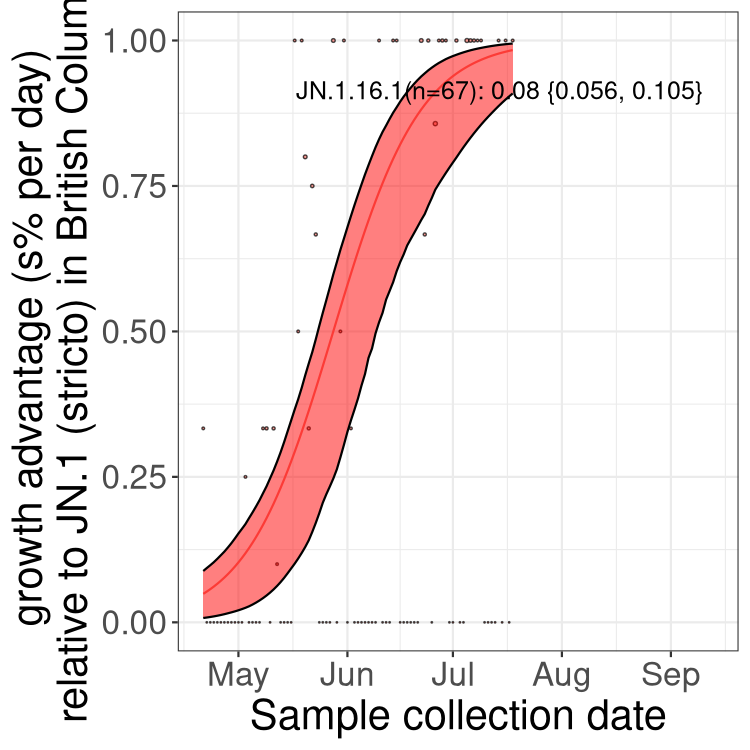 growth advantage (s% per day)
relative to JN.1 (stricto) in British Colum
1.00
0.75
0.50
0.25
0.00
JN.1.16.1(n=67): 0.08 {0.056, 0.105}
May Jun Jul Aug Sep
Sample collection date